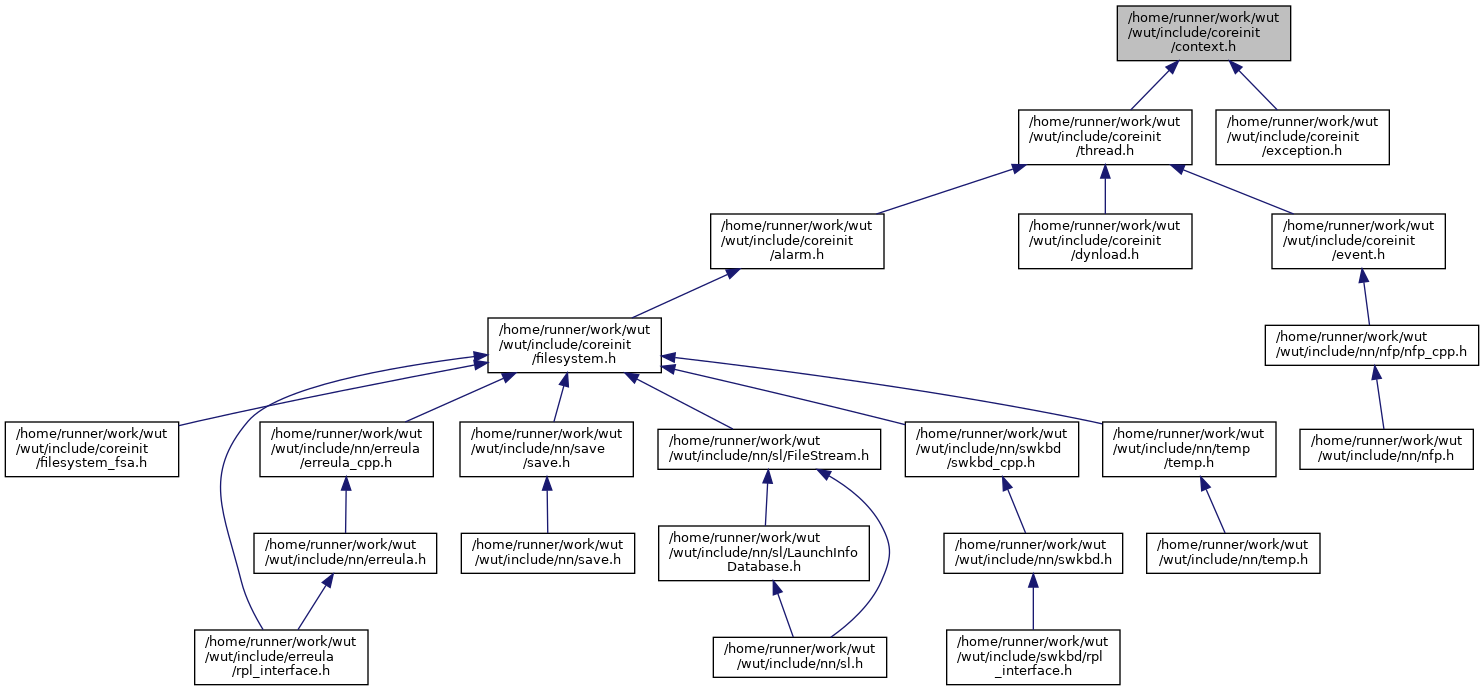 /home/runner/work/wut
/wut/include/coreinit
/context.h
/home/runner/work/wut
/wut/include/coreinit
/thread.h
/home/runner/work/wut
/wut/include/coreinit
/exception.h
/home/runner/work/wut
/wut/include/coreinit
/alarm.h
/home/runner/work/wut
/wut/include/coreinit
/dynload.h
/home/runner/work/wut
/wut/include/coreinit
/event.h
/home/runner/work/wut
/wut/include/coreinit
/filesystem.h
/home/runner/work/wut
/wut/include/nn/nfp/nfp_cpp.h
/home/runner/work/wut
/wut/include/coreinit
/filesystem_fsa.h
/home/runner/work/wut
/wut/include/nn/erreula
/erreula_cpp.h
/home/runner/work/wut
/wut/include/nn/save
/save.h
/home/runner/work/wut
/wut/include/nn/sl/FileStream.h
/home/runner/work/wut
/wut/include/nn/swkbd
/swkbd_cpp.h
/home/runner/work/wut
/wut/include/nn/temp
/temp.h
/home/runner/work/wut
/wut/include/nn/nfp.h
/home/runner/work/wut
/wut/include/nn/erreula.h
/home/runner/work/wut
/wut/include/nn/save.h
/home/runner/work/wut
/wut/include/nn/sl/LaunchInfo
Database.h
/home/runner/work/wut
/wut/include/nn/swkbd.h
/home/runner/work/wut
/wut/include/nn/temp.h
/home/runner/work/wut
/wut/include/erreula
/rpl_interface.h
/home/runner/work/wut
/wut/include/nn/sl.h
/home/runner/work/wut
/wut/include/swkbd/rpl
_interface.h